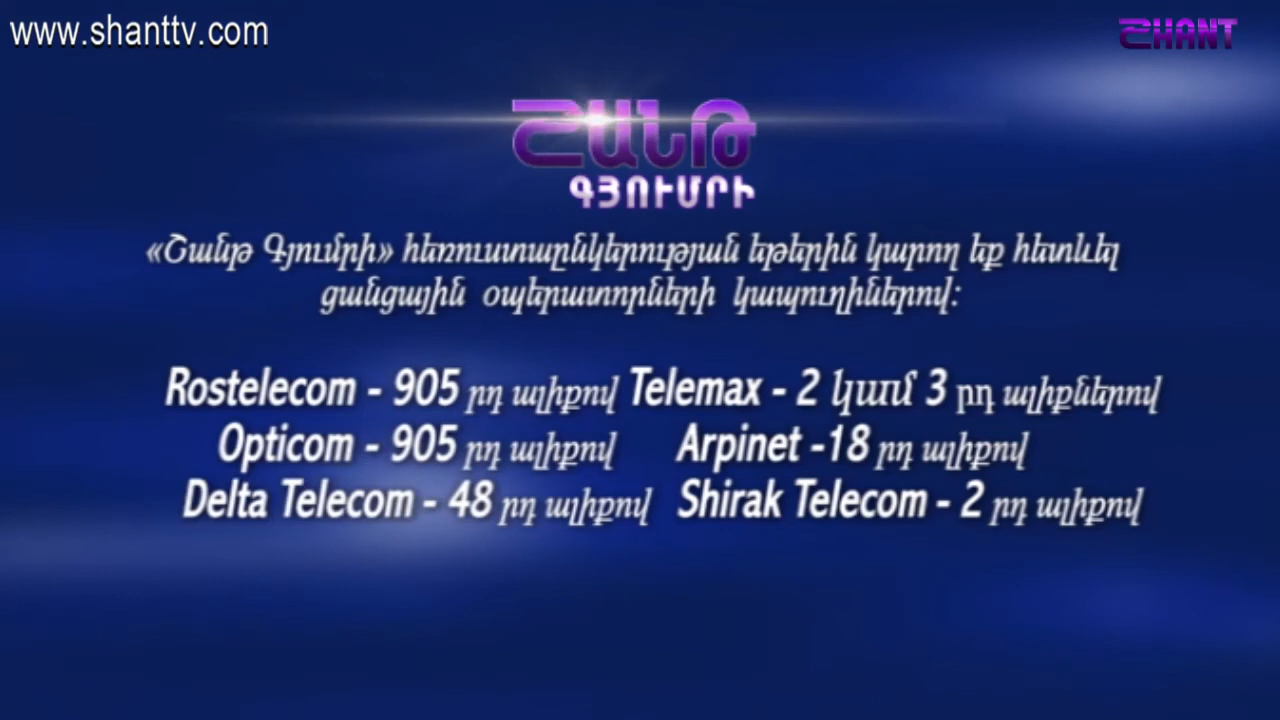 www.shanttv.com
ՇHANT
ՇԱՆԹ
ԳՅՈՒՄՐԻ
«Շանթ Գյումրի» հեռուստաընկերության եթերին կարող եք հետևել
ցանցային օպերատորների կապուղիներով:
Rostelecom - 905 րդ ալիքով Telemax - 2 կամ 3 րդ ալիքներով
Opticom - 905 րդ ալիքով Arpinet -18 րդ ալիքով
Delta Telecom - 48 րդ ալիքով Shirak Telecom - 2 րդ ալիքով